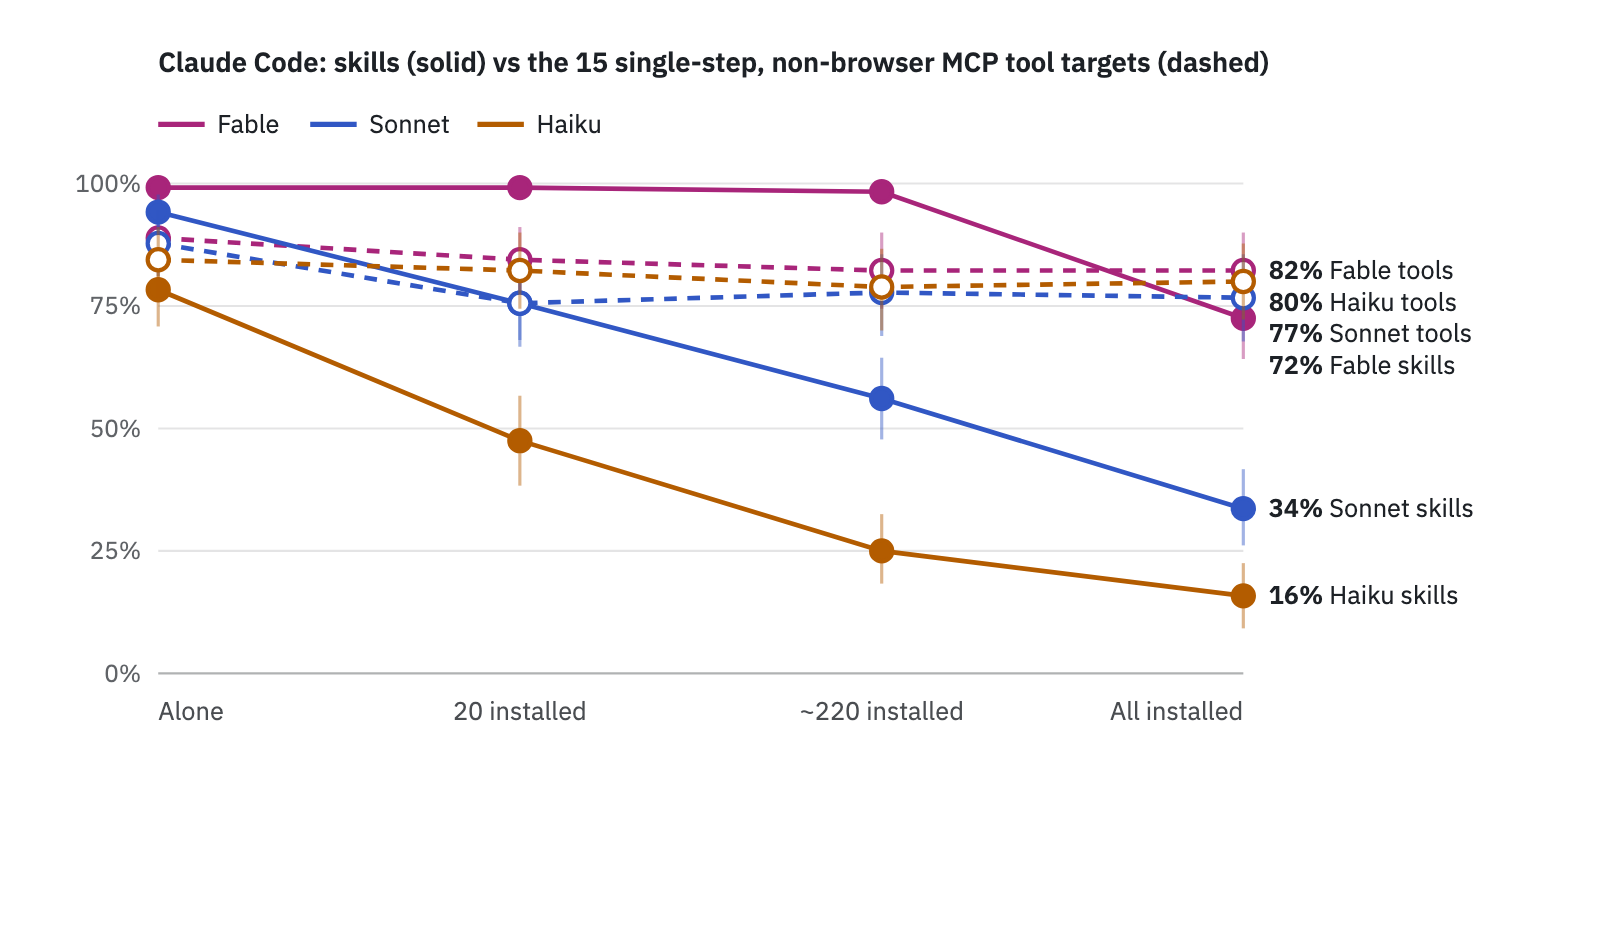 Claude Code: skills (solid) vs the 15 single-step, non-browser MCP tool targets (dashed)
Fable Sonnet Haiku
100%
75%
50%
25%
0%
82% Fable tools
80% Haiku tools
77% Sonnet tools
72% Fable skills
34% Sonnet skills
16% Haiku skills
Alone 20 installed ~220 installed All installed